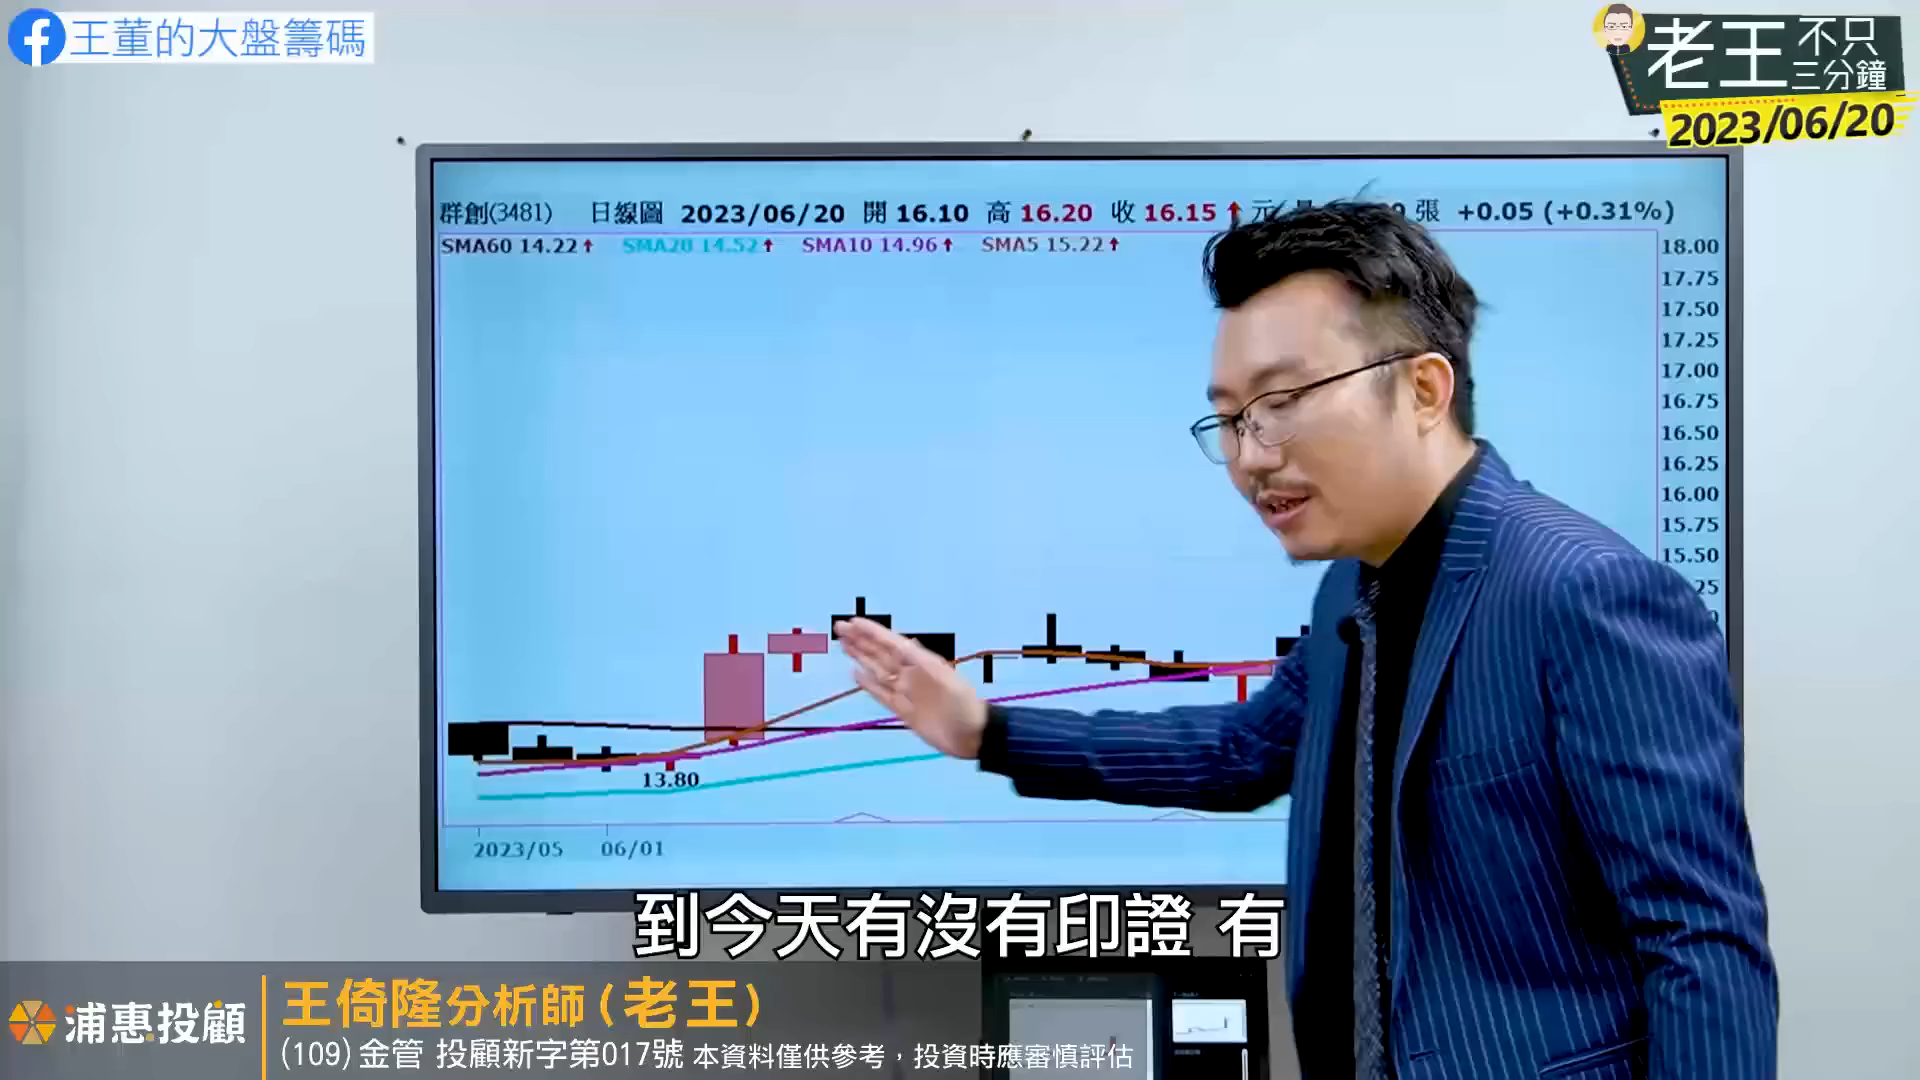 王董的大盤籌碼
老王 不只三分鐘
2023/06/20
群創(3481) 日線圖 2023/06/20 開 16.10 高 16.20 收 16.15↑ 元 張 +0.05 (+0.31%)
SMA60 14.22↑ SMA20 14.52↑ SMA10 14.96↑ SMA5 15.22↑
18.00
17.75
17.50
17.25
17.00
16.75
16.50
16.25
16.00
15.75
15.50
13.80
2023/05 06/01
到今天有沒有印證 有
浦惠投顧
王倚隆分析師(老王)
(109)金管 投顧新字第017號 本資料僅供參考，投資時應審慎評估